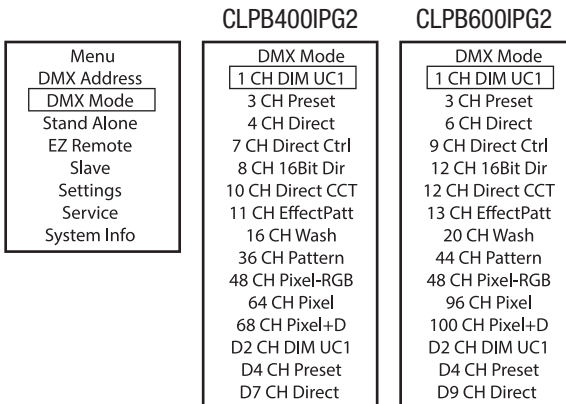 CLPB400IPG2
CLPB600IPG2
Menu
DMX Address
DMX Mode
Stand Alone
EZ Remote
Slave
Settings
Service
System Info
DMX Mode
1 CH DIM UC1
3 CH Preset
4 CH Direct
7 CH Direct Ctrl
8 CH 16Bit Dir
10 CH Direct CCT
11 CH EffectPatt
16 CH Wash
36 CH Pattern
48 CH Pixel-RGB
64 CH Pixel
68 CH Pixel+D
D2 CH DIM UC1
D4 CH Preset
D7 CH Direct
DMX Mode
1 CH DIM UC1
3 CH Preset
6 CH Direct
9 CH Direct Ctrl
12 CH 16Bit Dir
12 CH Direct CCT
13 CH EffectPatt
20 CH Wash
44 CH Pattern
48 CH Pixel-RGB
96 CH Pixel
100 CH Pixel+D
D2 CH DIM UC1
D4 CH Preset
D9 CH Direct